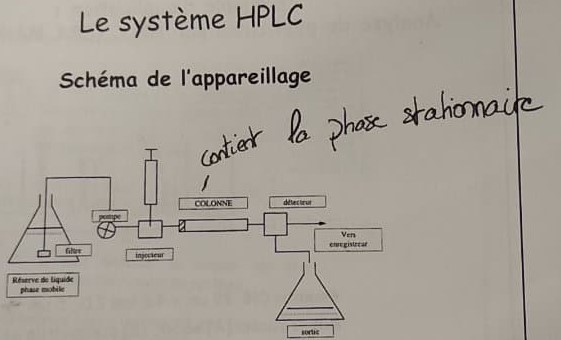 Le système HPLC
Schéma de l'appareillage
contient la phase stationnaire
COLONNE
détecteur
pompe
filtre
injecteur
Vers
enregistreur
Réserve de liquide
phase mobile
sortie